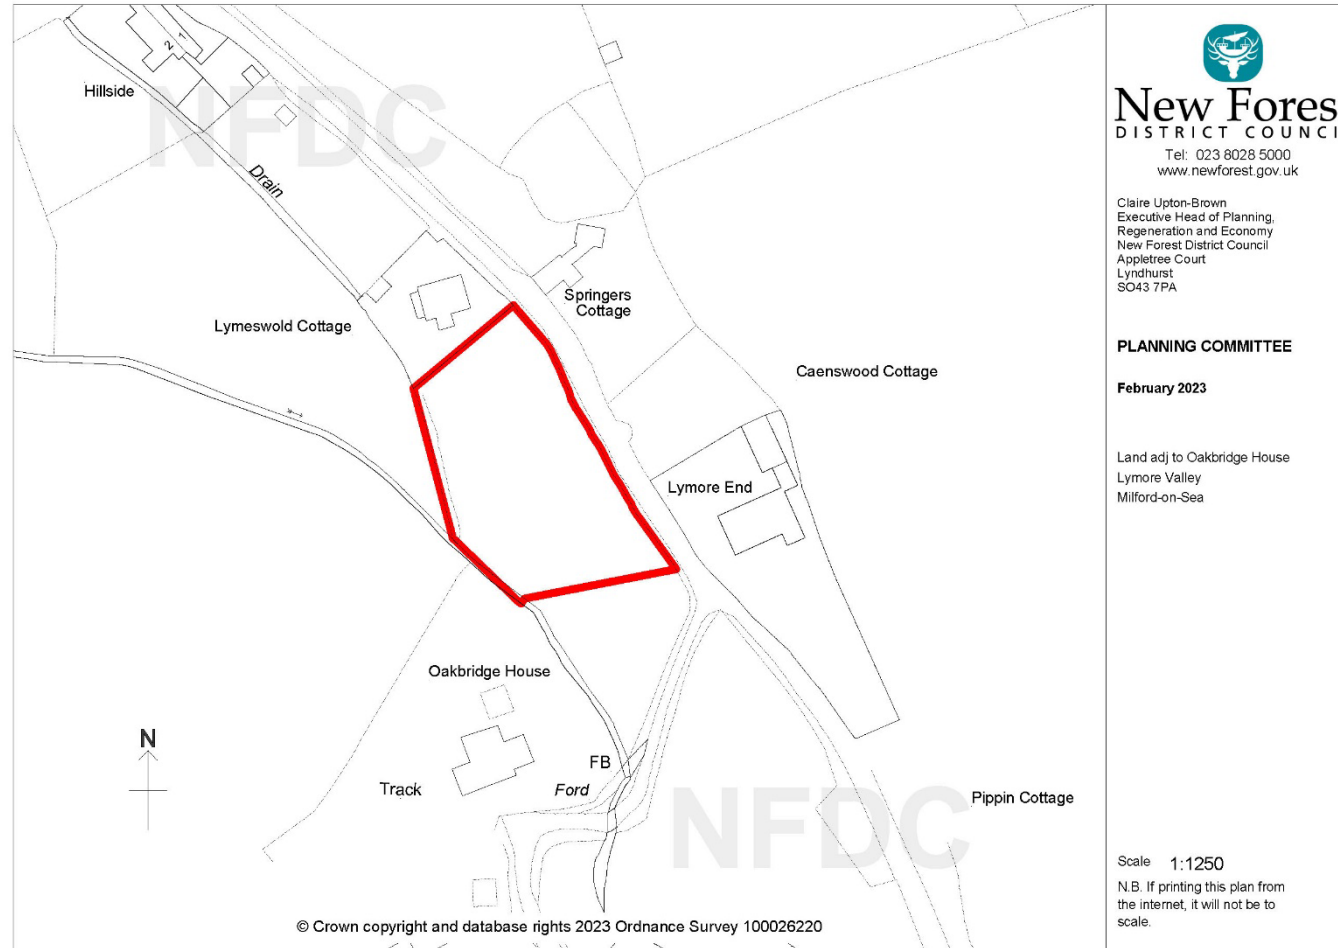 2 1
Hillside
NFDC
Drain
Springers
Cottage
Lymeswold Cottage
Caenswood Cottage
Lymore End
Oakbridge House
N
FB
Track
Ford
NFDC
Pippin Cottage
© Crown copyright and database rights 2023 Ordnance Survey 100026220
New Fores
DISTRICT COUNCI
Tel: 023 8028 5000
www.newforest.gov.uk
Claire Upton-Brown
Executive Head of Planning,
Regeneration and Economy
New Forest District Council
Appletree Court
Lyndhurst
SO43 7PA
PLANNING COMMITTEE
February 2023
Land adj to Oakbridge House
Lymore Valley
Milford-on-Sea
Scale 1:1250
N.B. If printing this plan from
the internet, it will not be to
scale.